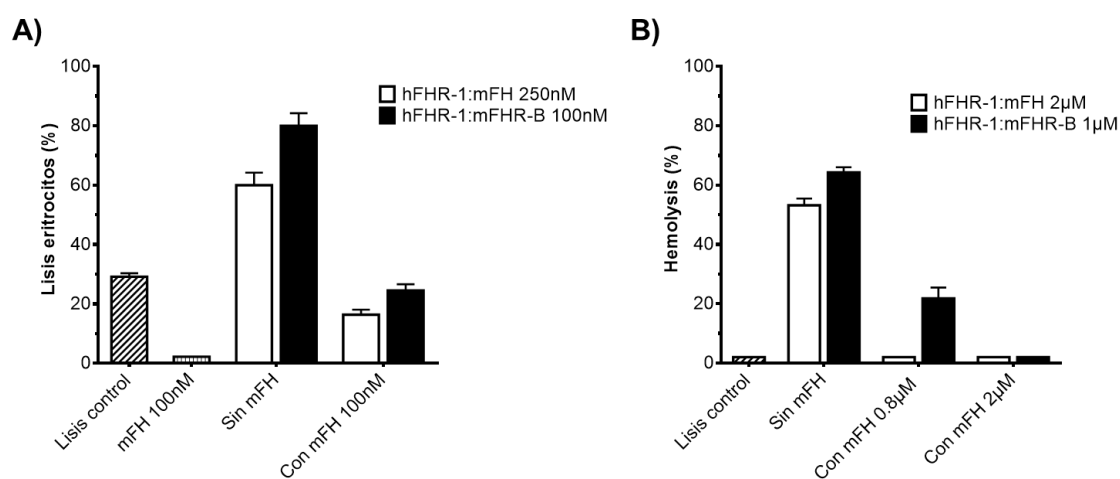 A)
Lisis eritrocitos (%)
100
80
60
40
20
0
hFHR-1:mFH 250nM
hFHR-1:mFHR-B 100nM
Lisis control
mFH 100nM
Sin mFH
Con mFH 100nM
B)
Hemolysis (%)
100
80
60
40
20
0
hFHR-1:mFH 2µM
hFHR-1:mFHR-B 1µM
Lisis control
Sin mFH
Con mFH 0.8µM
Con mFH 2µM